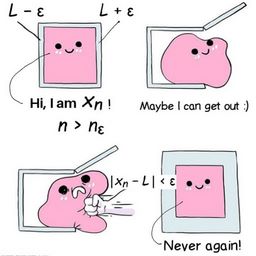 L - ε
L + ε
Hi, I am Xn !
n > nε
Maybe I can get out :)
|xn - L| < ε
Never again!